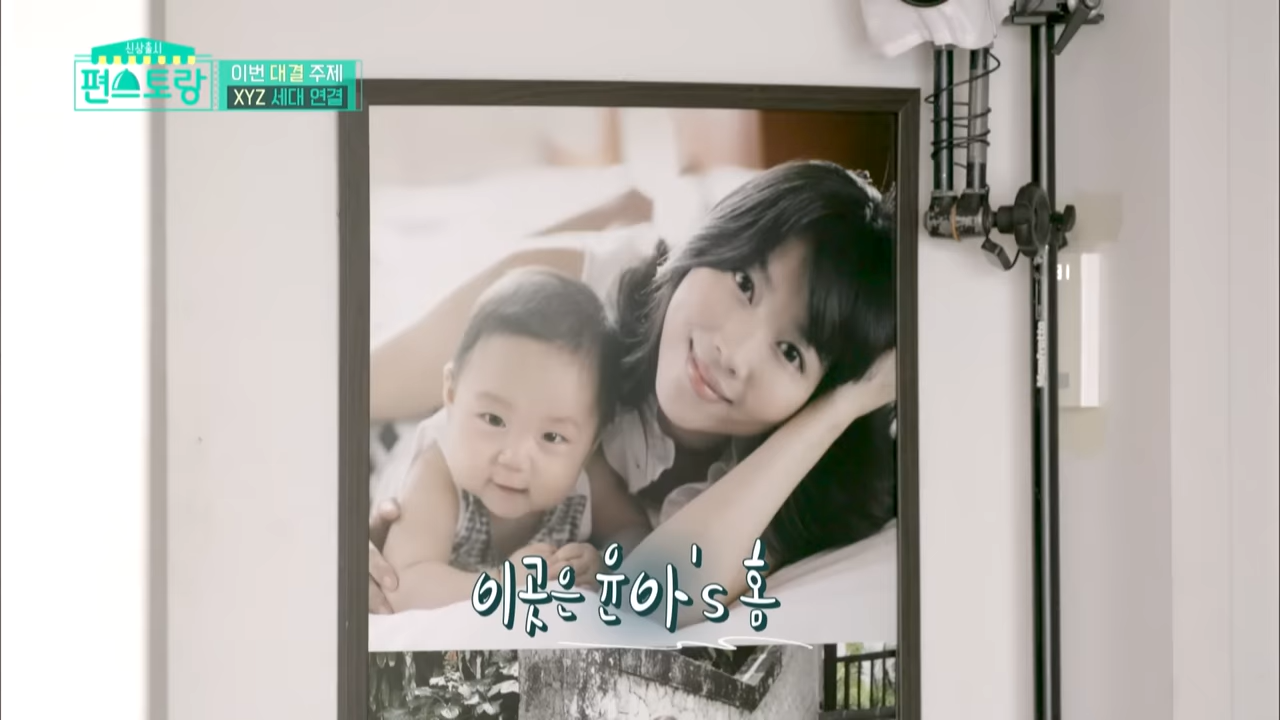 신상출시
편스토랑
이번 대결 주제
XYZ 세대 연결
이곳은 윤아's 홈
Manfrotto